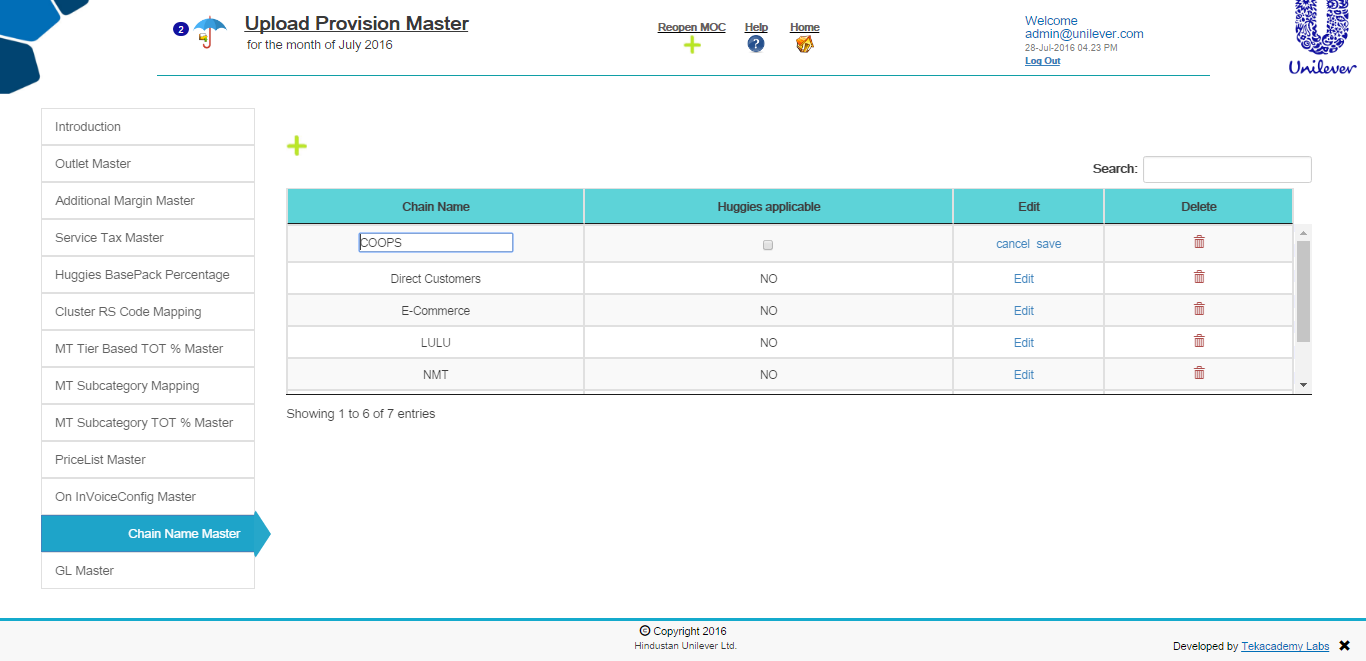 2
Upload Provision Master
for the month of July 2016
Reopen MOC
Help
?
Home
Welcome
admin@unilever.com
28-Jul-2016 04.23 PM
Log Out
Unilever
Introduction
Outlet Master
Additional Margin Master
Service Tax Master
Huggies BasePack Percentage
Cluster RS Code Mapping
MT Tier Based TOT % Master
MT Subcategory Mapping
MT Subcategory TOT % Master
PriceList Master
On InVoiceConfig Master
Chain Name Master
GL Master
Search:
Chain Name Huggies applicable Edit Delete
COOPS cancel save
Direct Customers NO Edit
E-Commerce NO Edit
LULU NO Edit
NMT NO Edit
Showing 1 to 6 of 7 entries
© Copyright 2016
Hindustan Unilever Ltd.
Developed by Tekacademy Labs